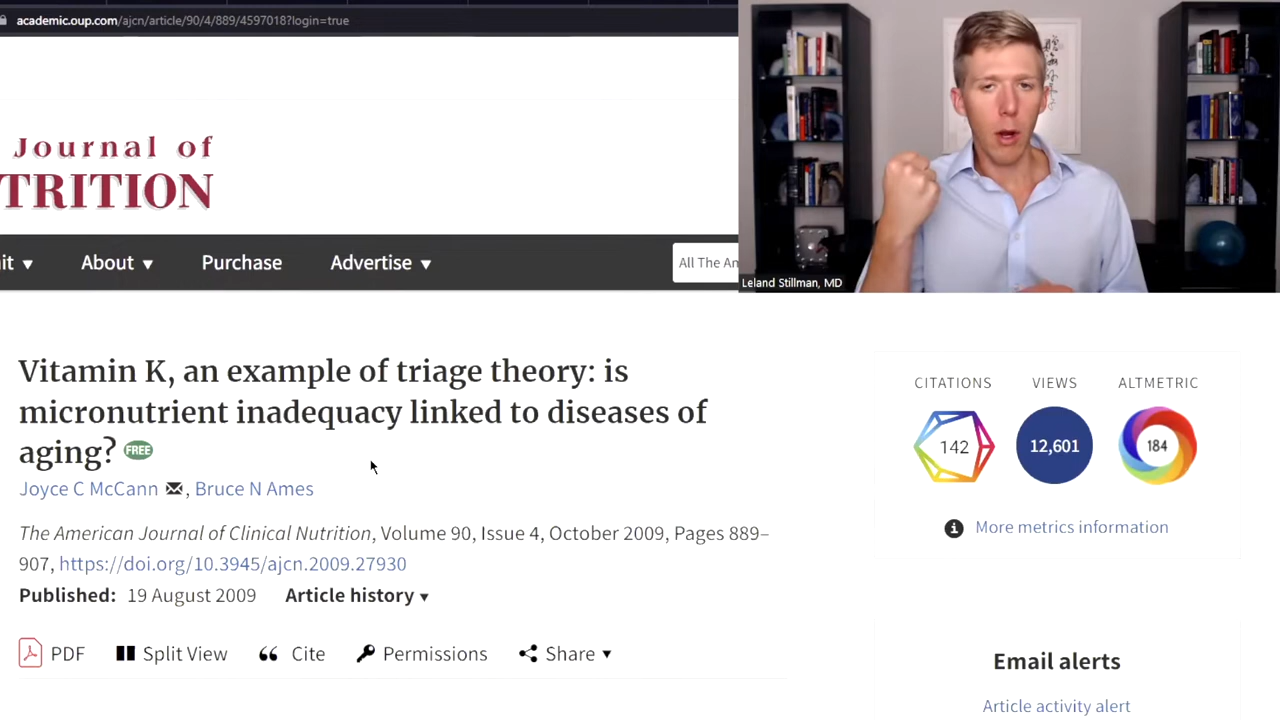 academic.oup.com/ajcn/article/90/4/889/4597018?login=true
Journal of
TRITION
it ▼ About ▼ Purchase Advertise ▼
All The Am
Leland Stillman, MD
Vitamin K, an example of triage theory: is
micronutrient inadequacy linked to diseases of
aging? FREE
Joyce C McCann, Bruce N Ames
The American Journal of Clinical Nutrition, Volume 90, Issue 4, October 2009, Pages 889–
907, https://doi.org/10.3945/ajcn.2009.27930
Published: 19 August 2009 Article history ▾
PDF Split View Cite Permissions Share ▼
CITATIONS VIEWS ALTMETRIC
142 12,601 184
More metrics information
Email alerts
Article activity alert